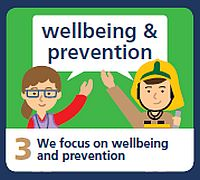 wellbeing &
prevention
3 We focus on wellbeing
and prevention